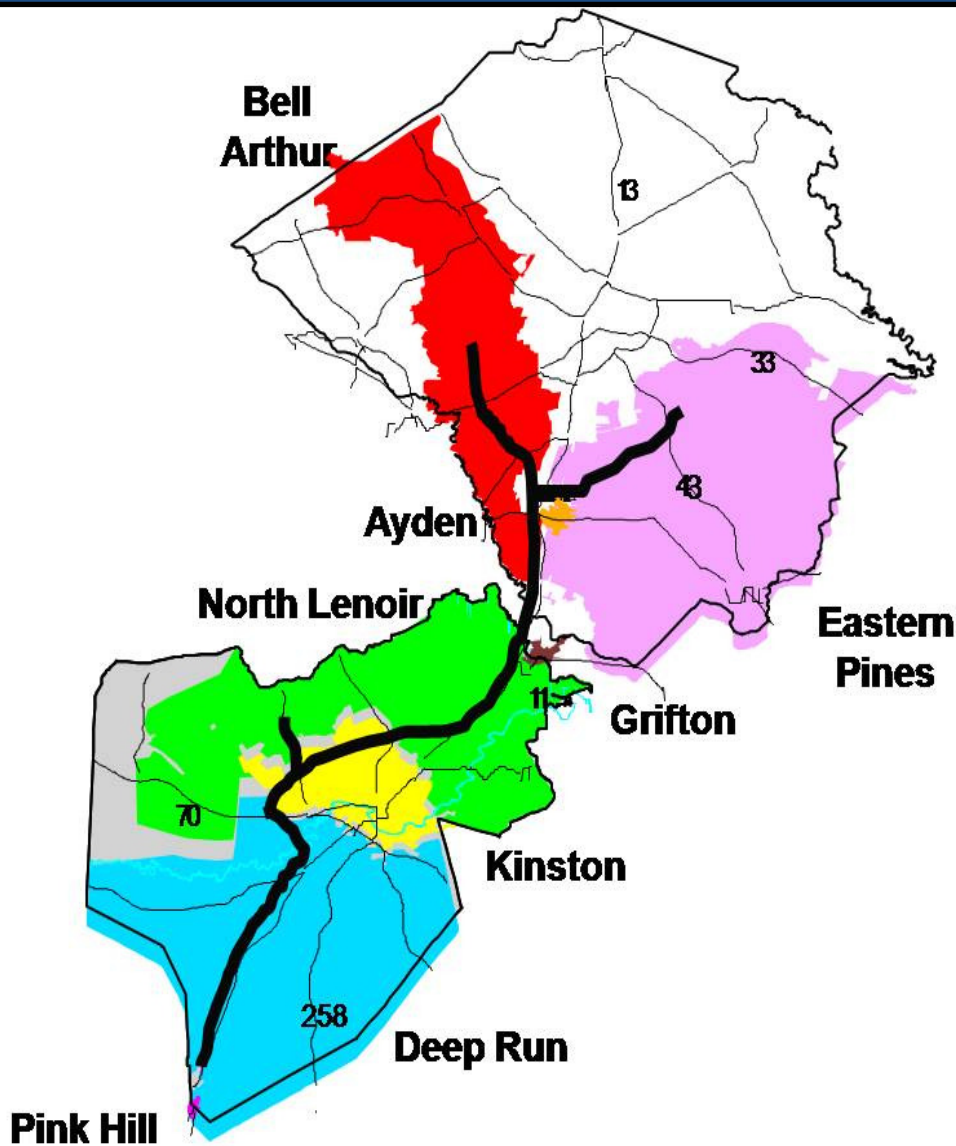 Bell
Arthur
13
33
43
Ayden
North Lenoir
Eastern
Pines
11
Grifton
70
Kinston
258
Deep Run
Pink Hill